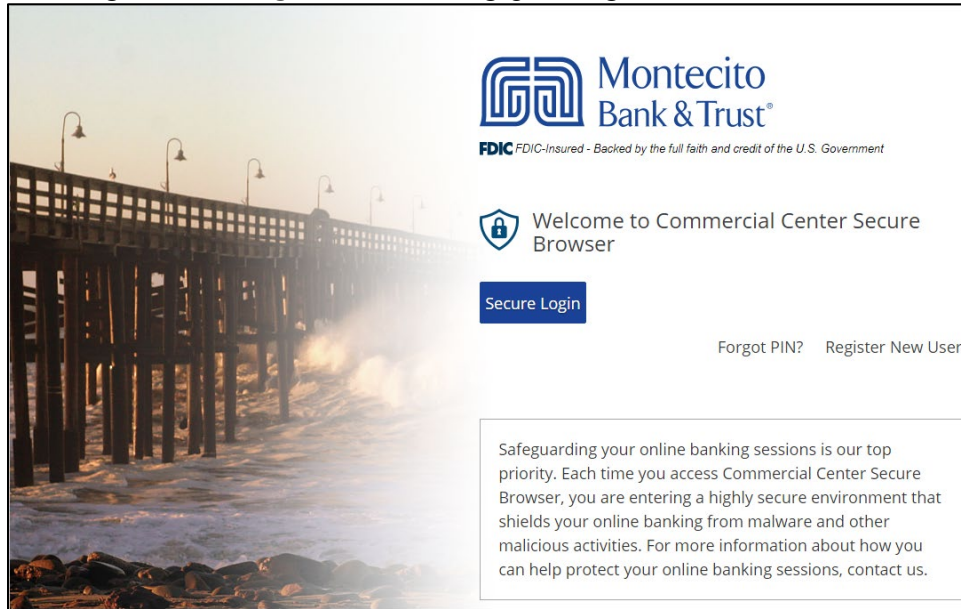 Montecito
Bank & Trust®
FDIC FDIC-Insured - Backed by the full faith and credit of the U.S. Government
Welcome to Commercial Center Secure
Browser
Secure Login
Forgot PIN? Register New User
Safeguarding your online banking sessions is our top
priority. Each time you access Commercial Center Secure
Browser, you are entering a highly secure environment that
shields your online banking from malware and other
malicious activities. For more information about how you
can help protect your online banking sessions, contact us.